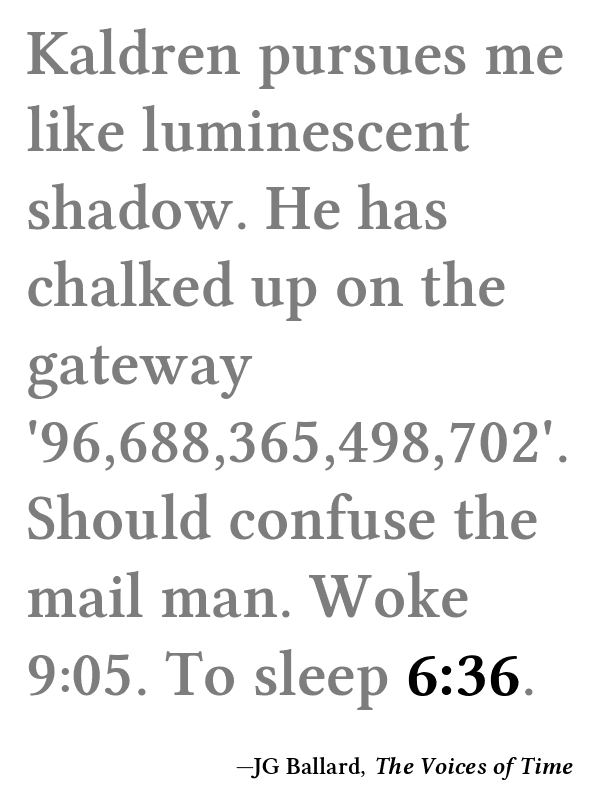 Kaldren pursues me
like luminescent
shadow. He has
chalked up on the
gateway
'96,688,365,498,702'.
Should confuse the
mail man. Woke
9:05. To sleep 6:36.
—JG Ballard, The Voices of Time